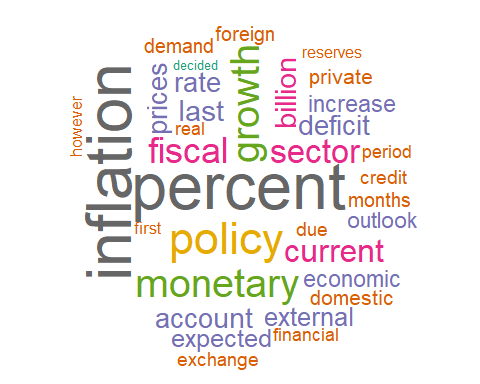 foreign
demand
reserves
decided
however
inflation
prices
rate
growth
billion
private
last
increase
real
deficit
fiscal
sector
period
percent
credit
months
first
policy
due
outlook
current
monetary
economic
domestic
account
external
expected
financial
exchange